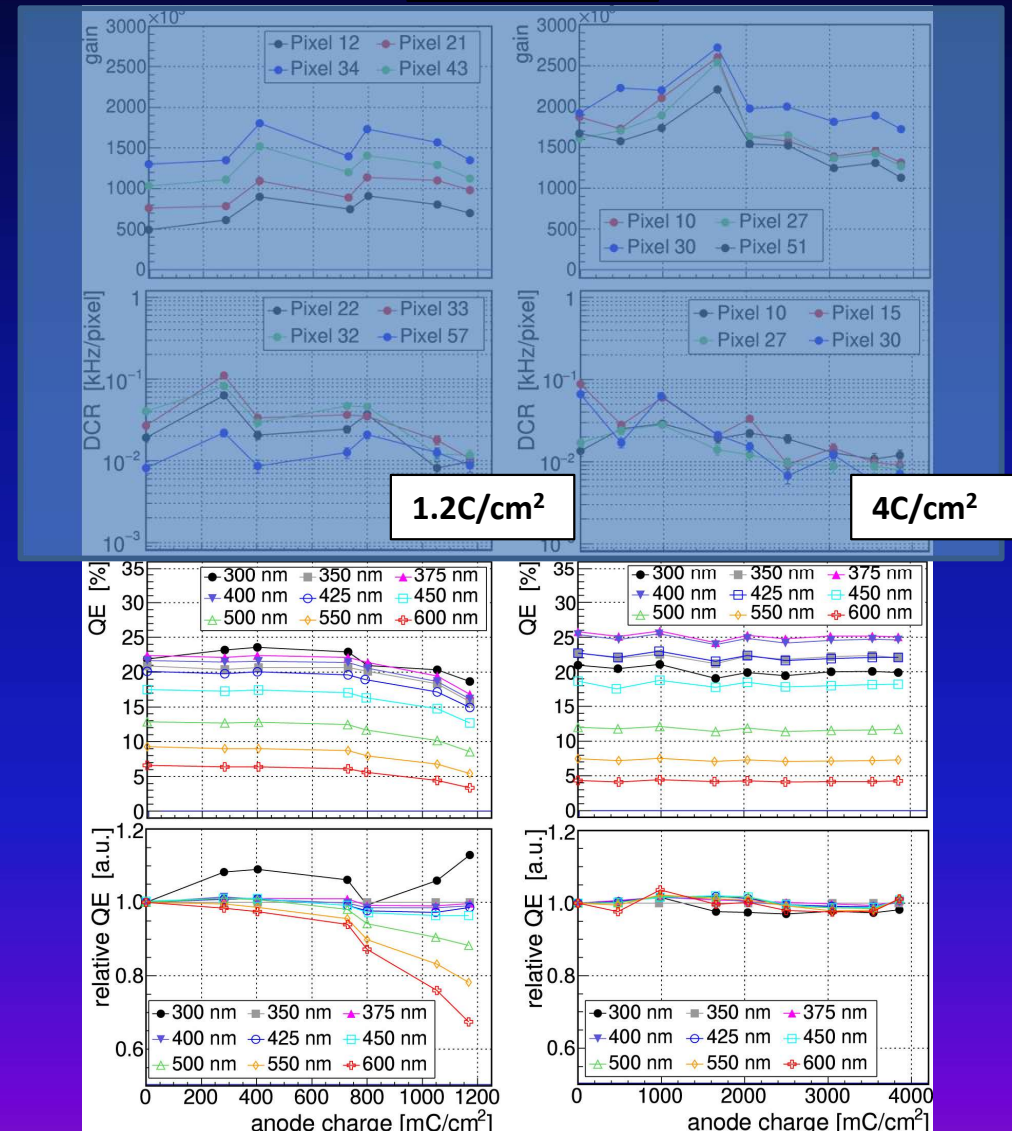 3000 ×10
gain
2500
2000
1500
1000
500
0
Pixel 12 Pixel 21
Pixel 34 Pixel 43
3000 ×10
gain
2500
2000
1500
1000
500
0
Pixel 10 Pixel 27
Pixel 30 Pixel 51
DCR [kHz/pixel]
1
10⁻¹
10⁻²
10⁻³
Pixel 22 Pixel 33
Pixel 32 Pixel 57
1.2C/cm²
DCR [kHz/pixel]
1
10⁻¹
10⁻²
Pixel 10 Pixel 15
Pixel 27 Pixel 30
4C/cm²
QE [%]
35
30
25
20
15
10
5
0
300 nm 350 nm 375 nm
400 nm 425 nm 450 nm
500 nm 550 nm 600 nm
QE [%]
35
30
25
20
15
10
5
0
300 nm 350 nm 375 nm
400 nm 425 nm 450 nm
500 nm 550 nm 600 nm
relative QE [a.u.]
1.2
1.0
0.8
0.6
300 nm 350 nm 375 nm
400 nm 425 nm 450 nm
500 nm 550 nm 600 nm
0 200 400 600 800 1000 1200
anode charge [mC/cm²]
relative QE [a.u.]
1.2
1.0
0.8
0.6
300 nm 350 nm 375 nm
400 nm 425 nm 450 nm
500 nm 550 nm 600 nm
0 1000 2000 3000 4000
anode charge [mC/cm²]